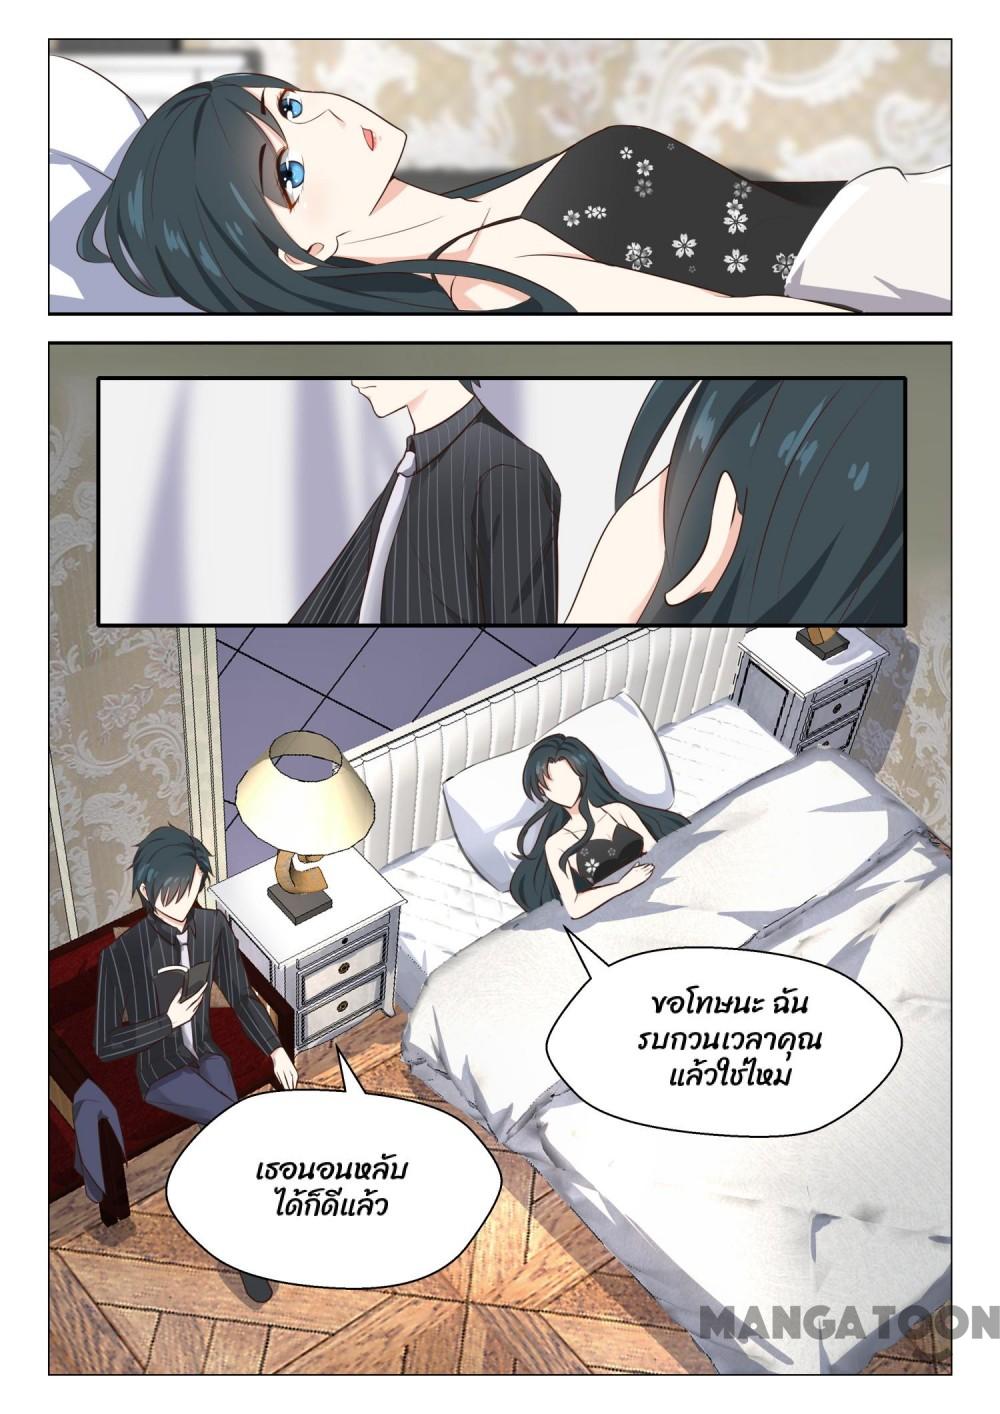 ขอโทษนะ ฉัน
รบกวนเวลาคุณ
แล้วใช่ไหม
เธอนอนหลับ
ได้ก็ดีแล้ว
MANGATOON